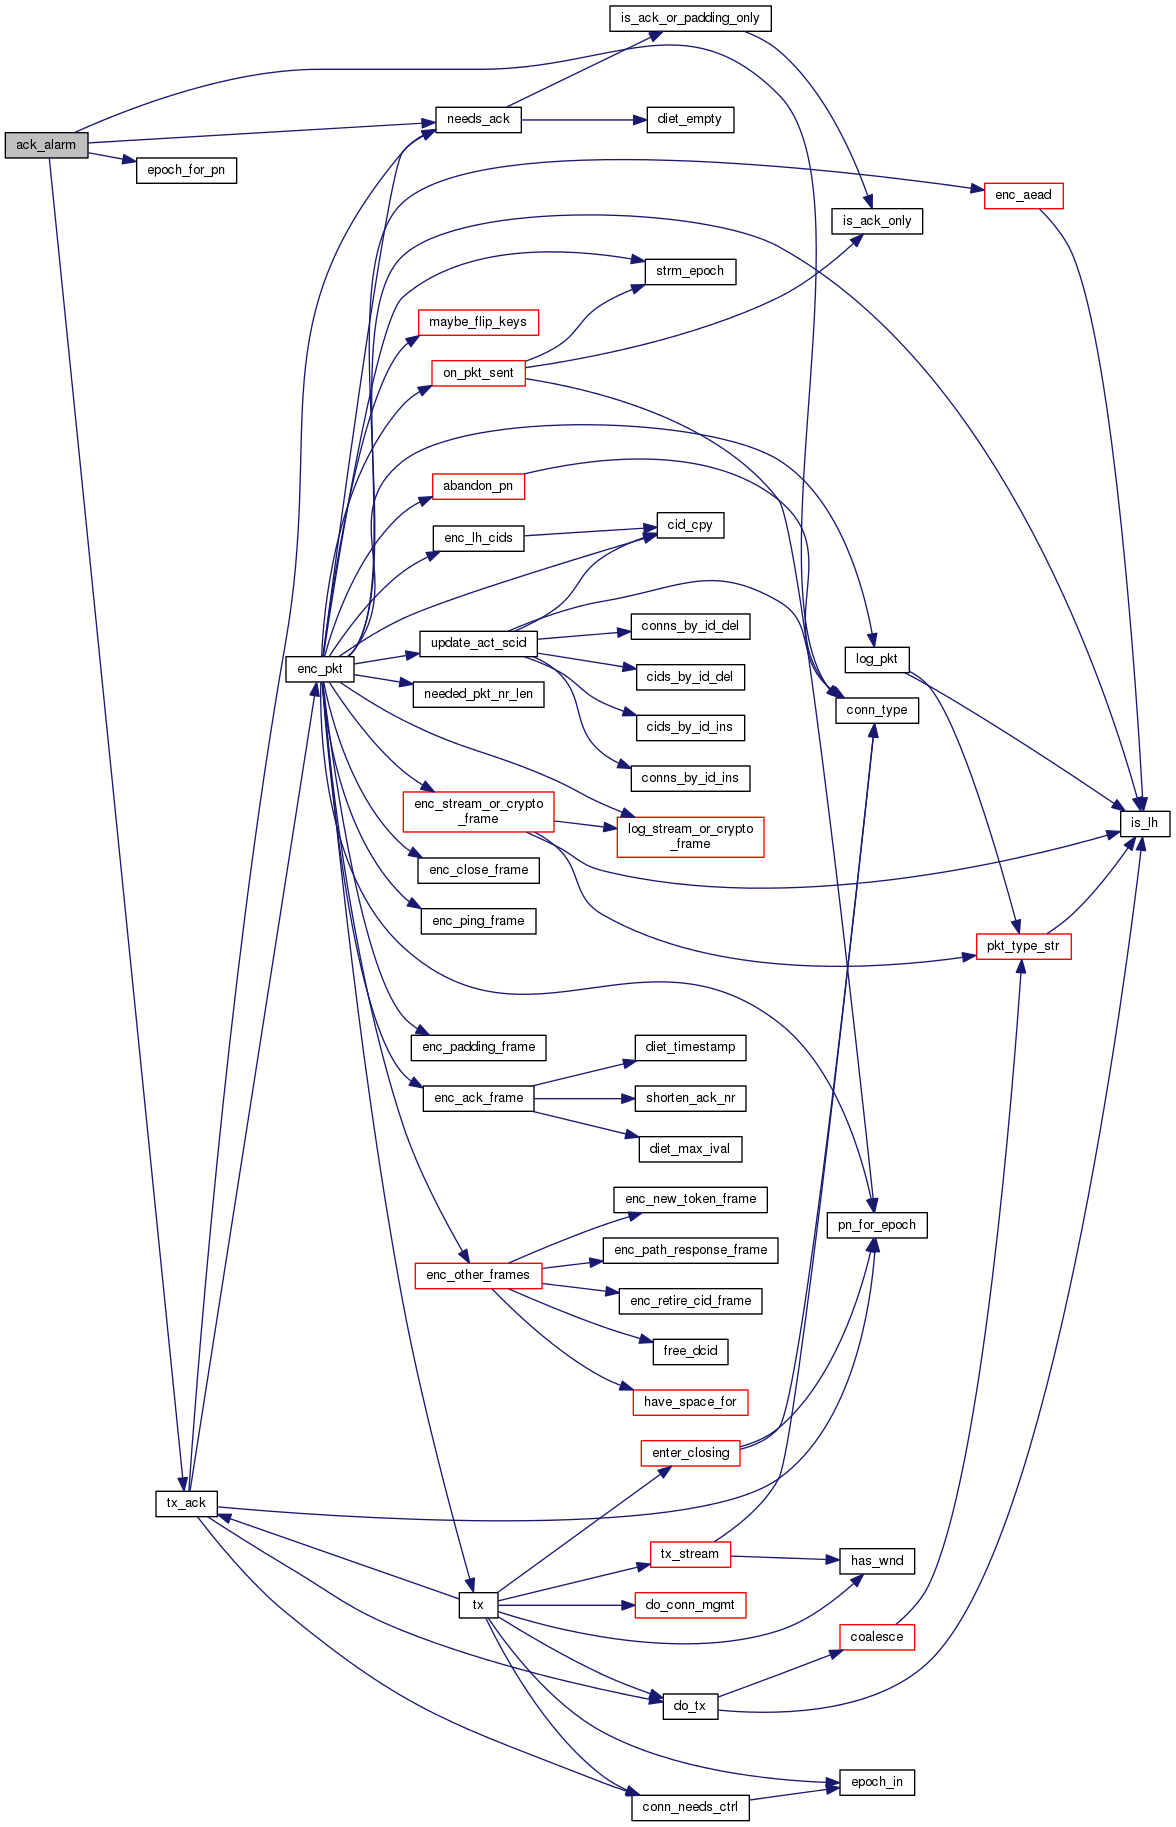 is_ack_or_padding_only
needs_ack
diet_empty
ack_alarm
epoch_for_pn
enc_aead
is_ack_only
strm_epoch
maybe_flip_keys
on_pkt_sent
abandon_pn
cid_cpy
enc_lh_cids
conns_by_id_del
update_act_scid
log_pkt
enc_pkt
cids_by_id_del
needed_pkt_nr_len
conn_type
cids_by_id_ins
conns_by_id_ins
enc_stream_or_crypto
_frame
log_stream_or_crypto
_frame
is_lh
enc_close_frame
enc_ping_frame
pkt_type_str
enc_padding_frame
diet_timestamp
enc_ack_frame
shorten_ack_nr
diet_max_ival
enc_new_token_frame
pn_for_epoch
enc_path_response_frame
enc_other_frames
enc_retire_cid_frame
free_dcid
have_space_for
enter_closing
tx_ack
tx_stream
has_wnd
tx
do_conn_mgmt
coalesce
do_tx
epoch_in
conn_needs_ctrl